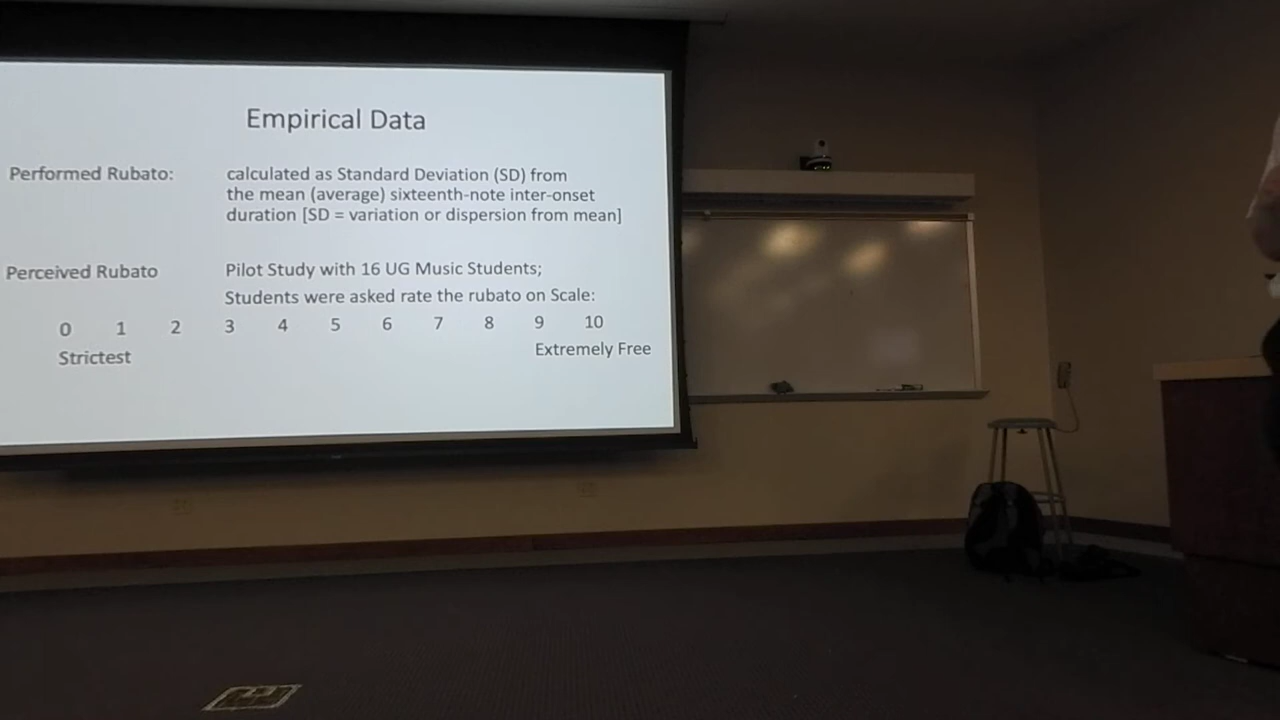 Empirical Data
Performed Rubato: calculated as Standard Deviation (SD) from
the mean (average) sixteenth-note inter-onset
duration [SD = variation or dispersion from mean]
Perceived Rubato Pilot Study with 16 UG Music Students;
Students were asked rate the rubato on Scale:
0 1 2 3 4 5 6 7 8 9 10
Strictest Extremely Free